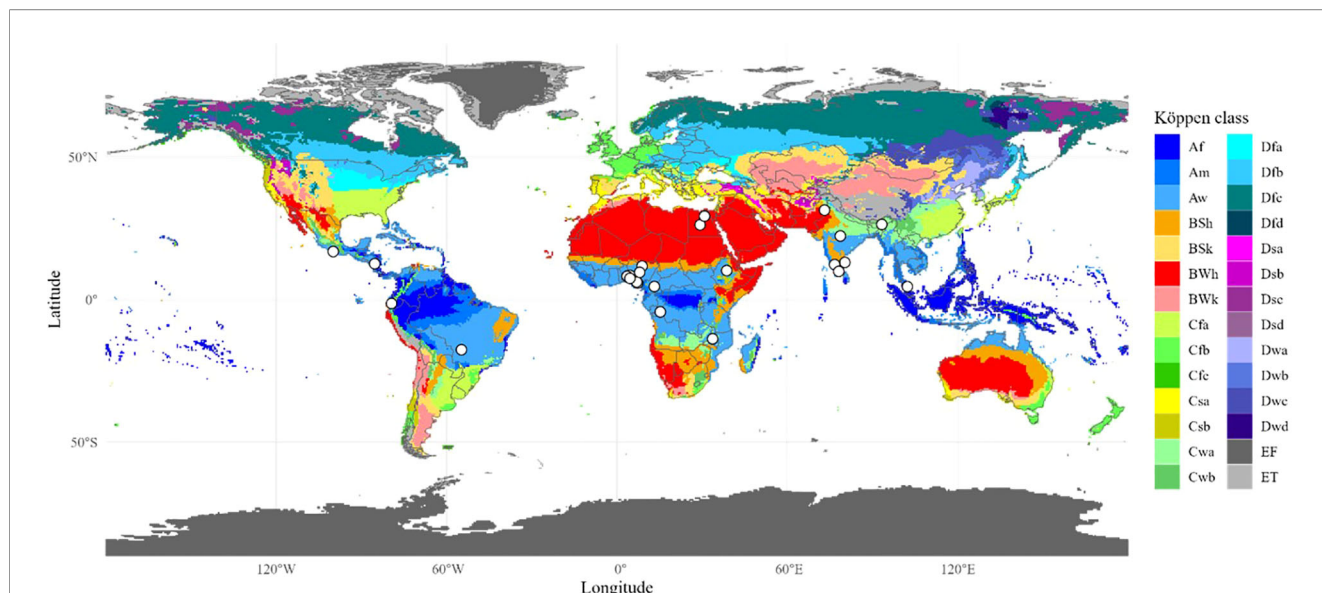 Köppen class
Af
Am
Aw
BSh
BSk
BWh
BWk
Cfa
Cfb
Cfc
Csa
Csb
Cwa
Cwb
Dfa
Dfb
Dfc
Dfd
Dsa
Dsb
Dsc
Dsd
Dwa
Dwb
Dwc
Dwd
EF
ET
50°N
0°
50°S
Latitude
120°W
60°W
0°
60°E
120°E
Longitude